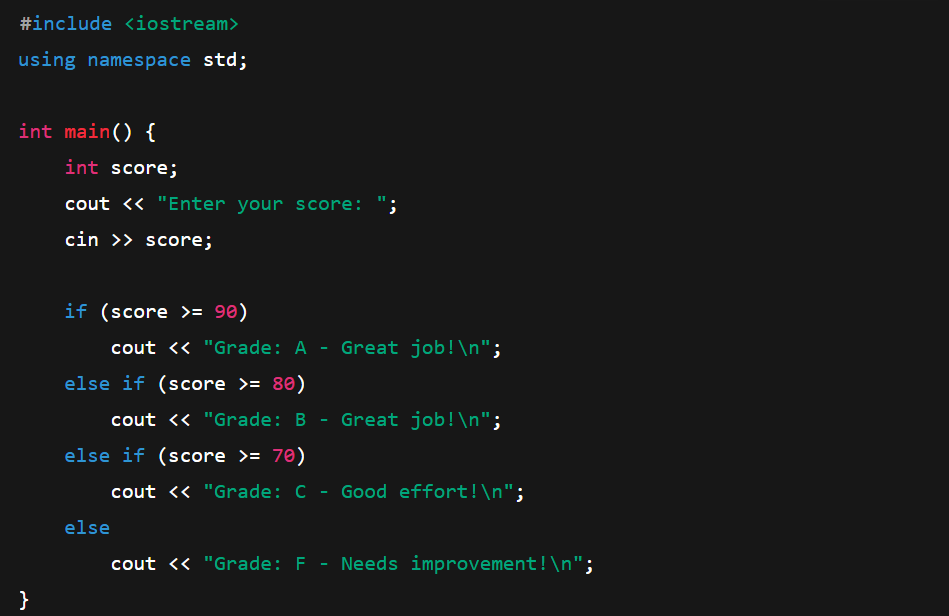 #include <iostream>
using namespace std;

int main() {
    int score;
    cout << "Enter your score: ";
    cin >> score;

    if (score >= 90)
        cout << "Grade: A - Great job!\n";
    else if (score >= 80)
        cout << "Grade: B - Great job!\n";
    else if (score >= 70)
        cout << "Grade: C - Good effort!\n";
    else
        cout << "Grade: F - Needs improvement!\n";
}